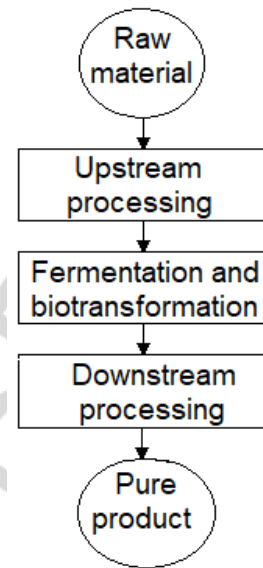 Raw
material
Upstream
processing
Fermentation and
biotransformation
Downstream
processing
Pure
product